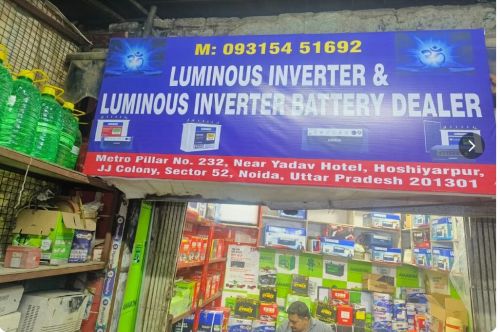 M: 093154 51692
LUMINOUS INVERTER &
LUMINOUS INVERTER BATTERY DEALER
Metro Pillar No. 232, Near Yadav Hotel, Hoshiyarpur,
JJ Colony, Sector 52, Noida, Uttar Pradesh 201301